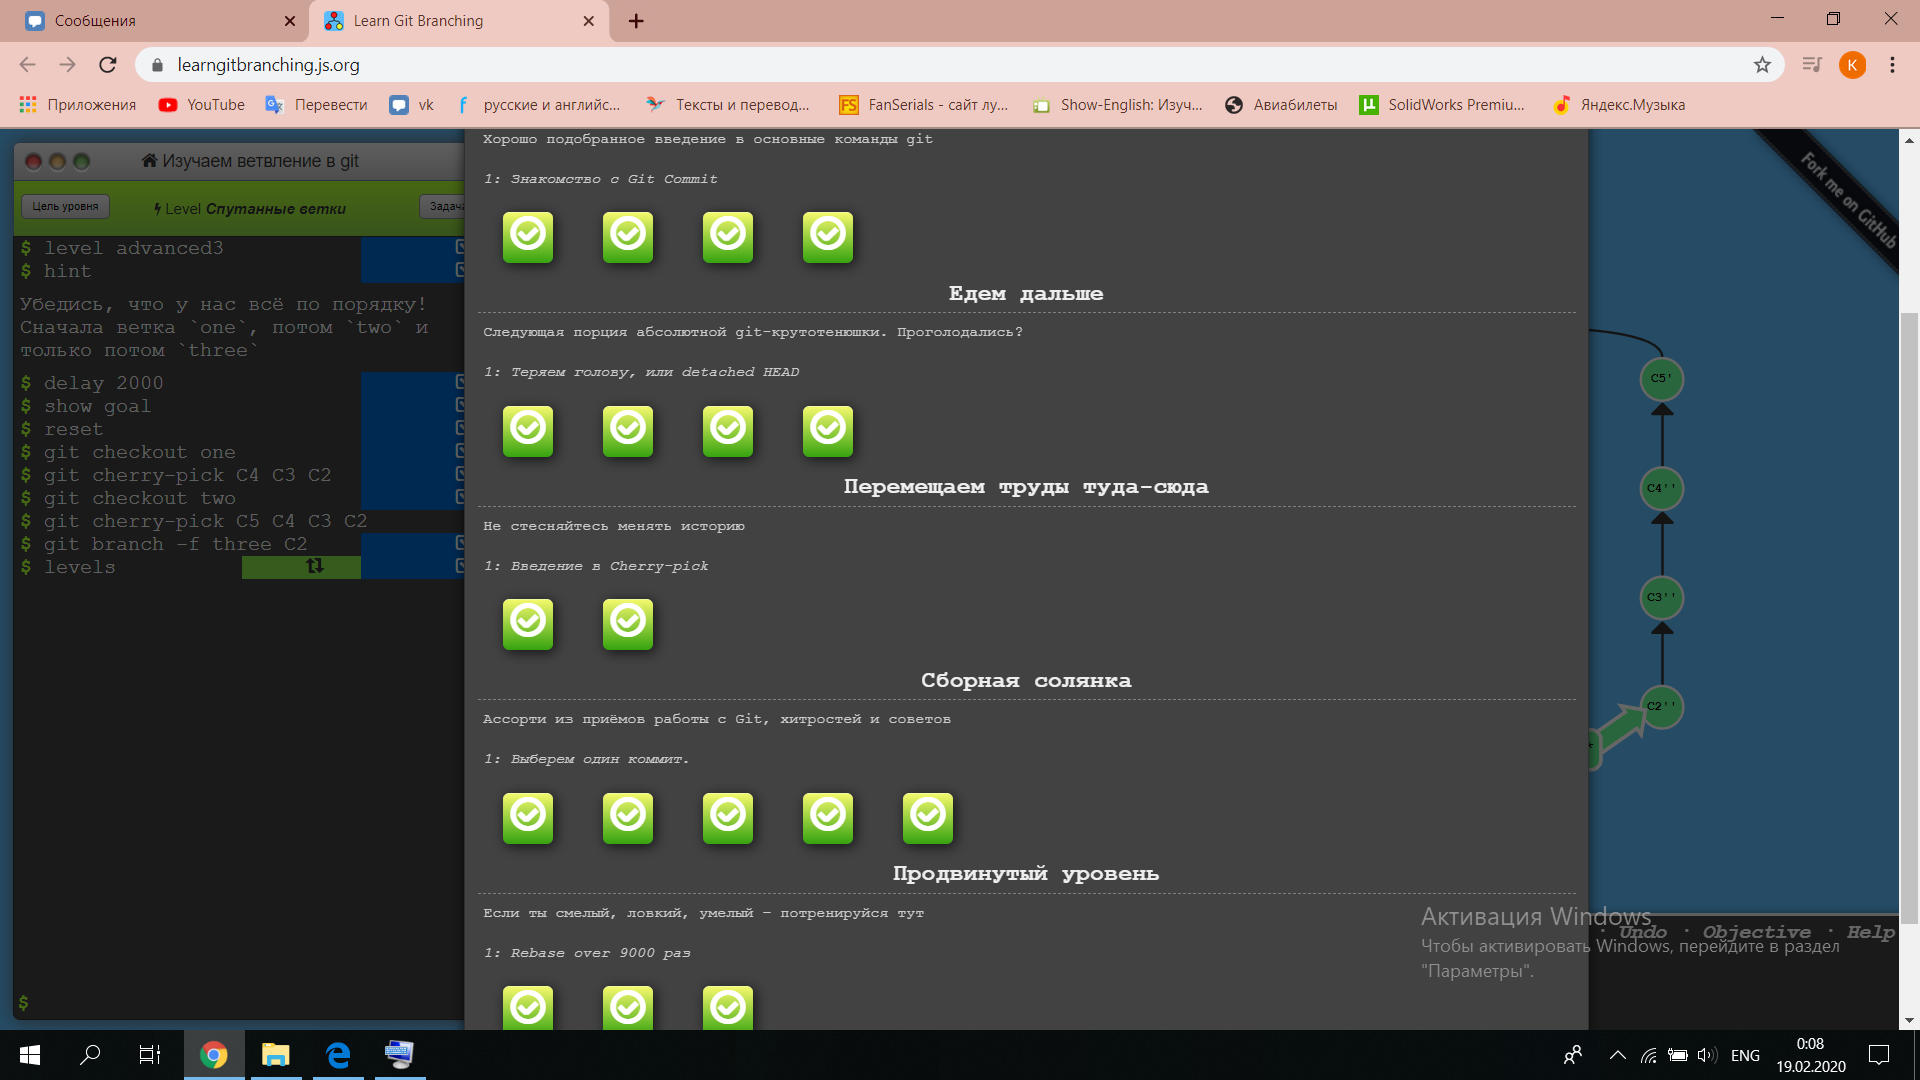 Сообщения
Learn Git Branching
learngitbranching.js.org
K
Приложения
YouTube
Перевести
vk
русские и английс...
Тексты и перевод...
FanSerials - сайт лу...
Show-English: Изуч...
Авиабилеты
SolidWorks Premiu...
Яндекс.Музыка
Изучаем ветвление в git
Цель уровня
Level Спутанные ветки
Задача
$ level advanced3
$ hint
Убедись, что у нас всё по порядку!
Сначала ветка `one`, потом `two` и
только потом `three`
$ delay 2000
$ show goal
$ reset
$ git checkout one
$ git cherry-pick C4 C3 C2
$ git checkout two
$ git cherry-pick C5 C4 C3 C2
$ git branch -f three C2
$ levels
$
Хорошо подобранное введение в основные команды git
1: Знакомство с Git Commit
Едем дальше
Следующая порция абсолютной git-крутотенюшки. Проголодались?
1: Теряем голову, или detached HEAD
Перемещаем труды туда-сюда
Не стесняйтесь менять историю
1: Введение в Cherry-pick
Сборная солянка
Ассорти из приёмов работы с Git, хитростей и советов
1: Выберем один коммит.
Продвинутый уровень
Если ты смелый, ловкий, умелый – потренируйся тут
1: Rebase over 9000 раз
Fork me on GitHub
C5'
C4''
C3''
C2''
*
· Undo · Objective · Help
Активация Windows
Чтобы активировать Windows, перейдите в раздел
"Параметры".
ENG
0:08
19.02.2020